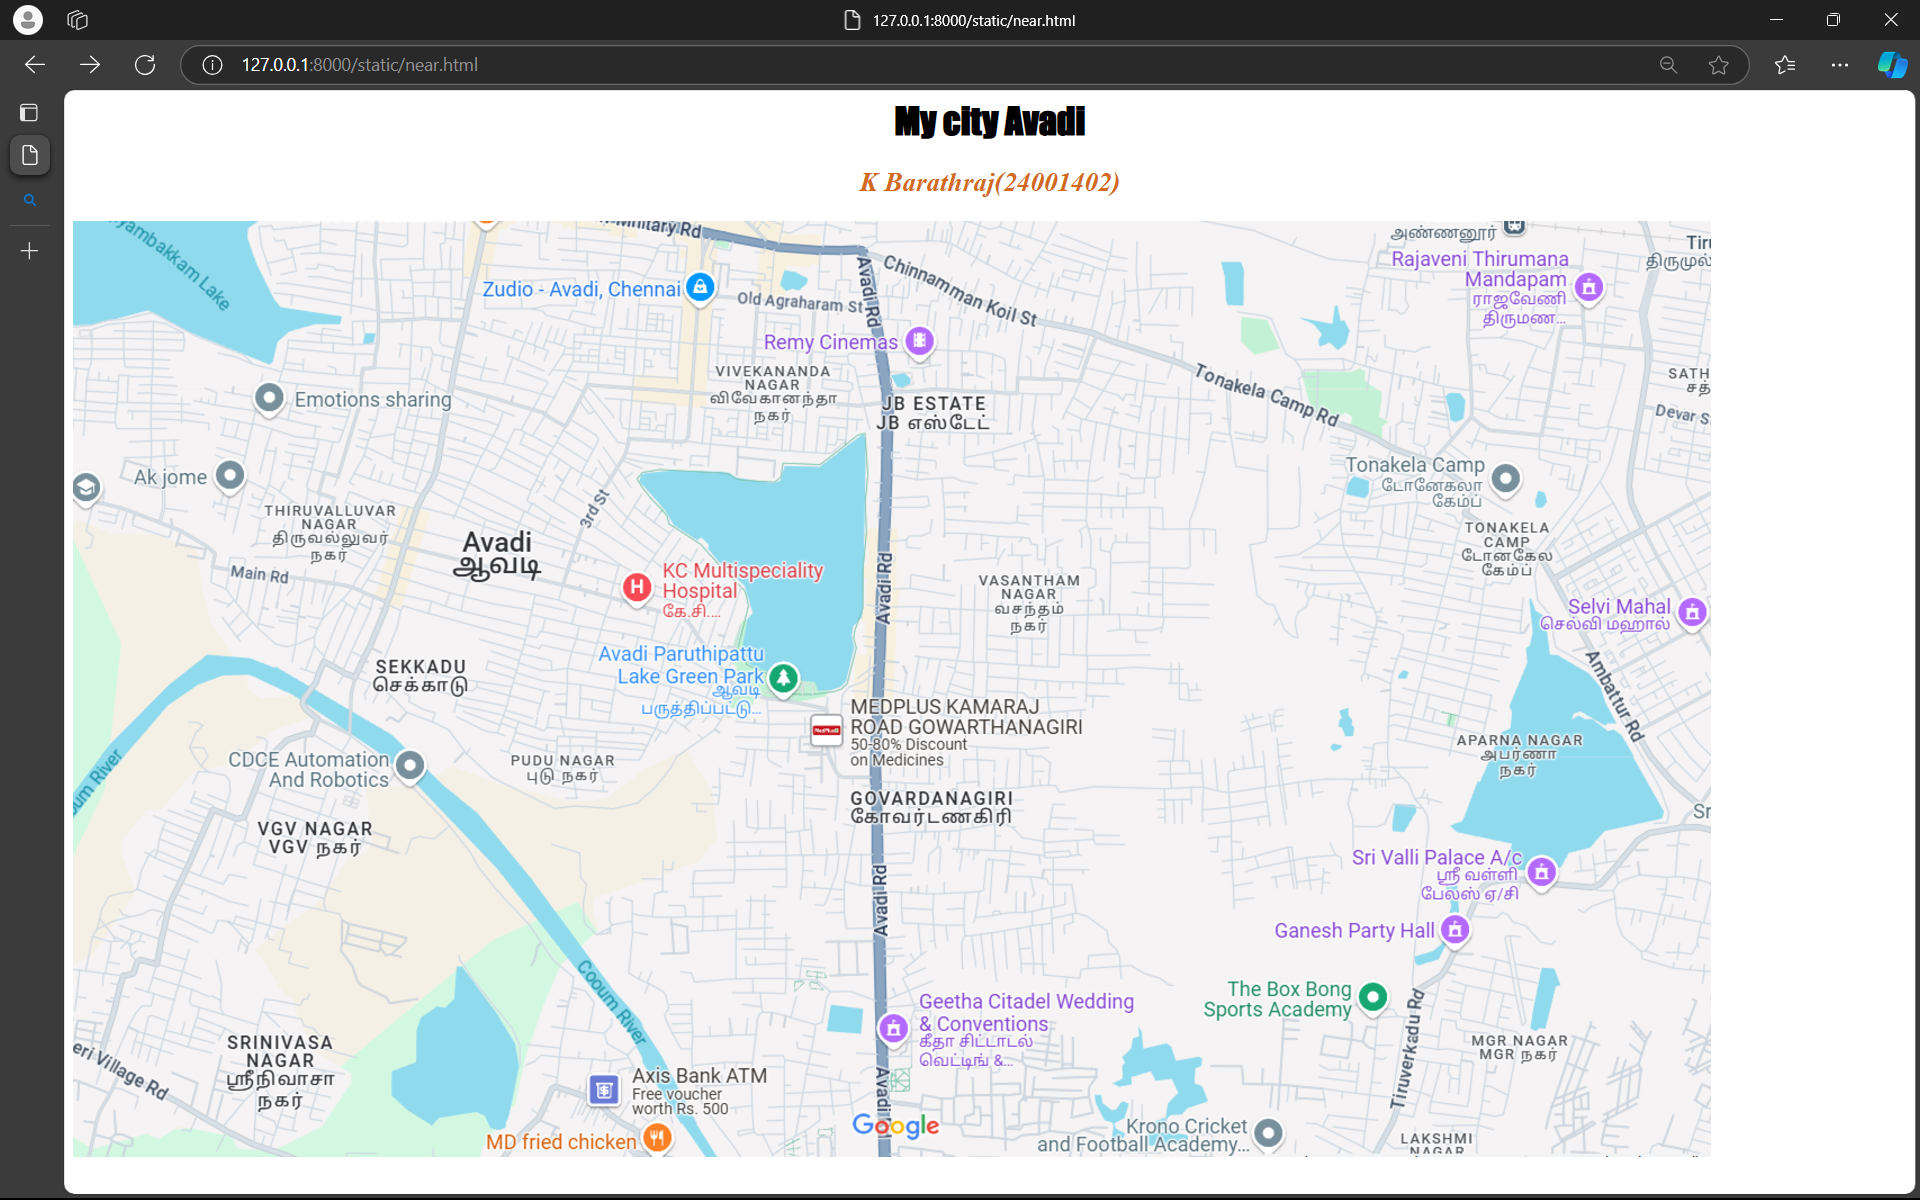 127.0.0.1:8000/static/near.html
127.0.0.1:8000/static/near.html
My city Avadi
K Barathraj(24001402)
Military Rd
அண்ணனூர்
Rajaveni Thirumana
Mandapam
ராஜவேணி
திருமண...
Zudio - Avadi, Chennai
Old Agraharam St
Avadi Rd
Chinnamman Koil St
Remy Cinemas
VIVEKANANDA
NAGAR
விவேகானந்தா
நகர்
JB ESTATE
JB எஸ்டேட்
Tonakela Camp Rd
Devar S
Emotions sharing
Ak jome
THIRUVALLUVAR
NAGAR
திருவல்லுவர்
நகர்
3rd St
Avadi
ஆவடி
Main Rd
Tonakela Camp
டோனேகலா
கேம்ப்
TONAKELA
CAMP
டோனகேல
கேம்ப்
KC Multispeciality
Hospital
கே.சி....
Avadi Rd
VASANTHAM
NAGAR
வசந்தம்
நகர்
Selvi Mahal
செல்வி மஹால்
Ambattur Rd
SEKKADU
செக்காடு
Avadi Paruthipattu
Lake Green Park
ஆவடி
பருத்திப்பட்டு...
MEDPLUS KAMARAJ
ROAD GOWARTHANAGIRI
50-80% Discount
on Medicines
APARNA NAGAR
அபர்ணா
நகர்
CDCE Automation
And Robotics
PUDU NAGAR
புடு நகர்
GOVARDANAGIRI
கோவர்டணகிரி
VGV NAGAR
VGV நகர்
Sri Valli Palace A/c
ஸ்ரீ வள்ளி
பேலஸ் ஏ/சி
Avadi Rd
Ganesh Party Hall
Cooum River
The Box Bong
Sports Academy
Geetha Citadel Wedding
& Conventions
கீதா சிட்டாடல்
வெட்டிங் &...
Tiruverkadu Rd
MGR NAGAR
MGR நகர்
SRINIVASA
NAGAR
ஸ்ரீநிவாசா
நகர்
eri Village Rd
Axis Bank ATM
Free voucher
worth Rs. 500
Avadi
Google
MD fried chicken
Krono Cricket
and Football Academy...
LAKSHMI
NAGAR